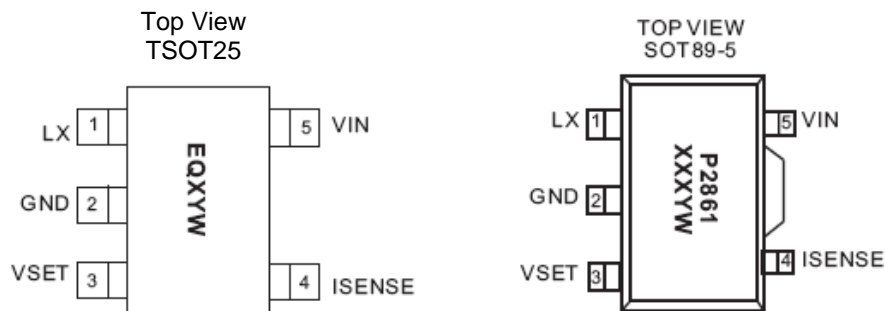 Top View
TSOT25
LX 1
GND 2
VSET 3
5 VIN
4 ISENSE
EQXYW
TOP VIEW
SOT89-5
LX 1
GND 2
VSET 3
5 VIN
4 ISENSE
P2861
XXXYW